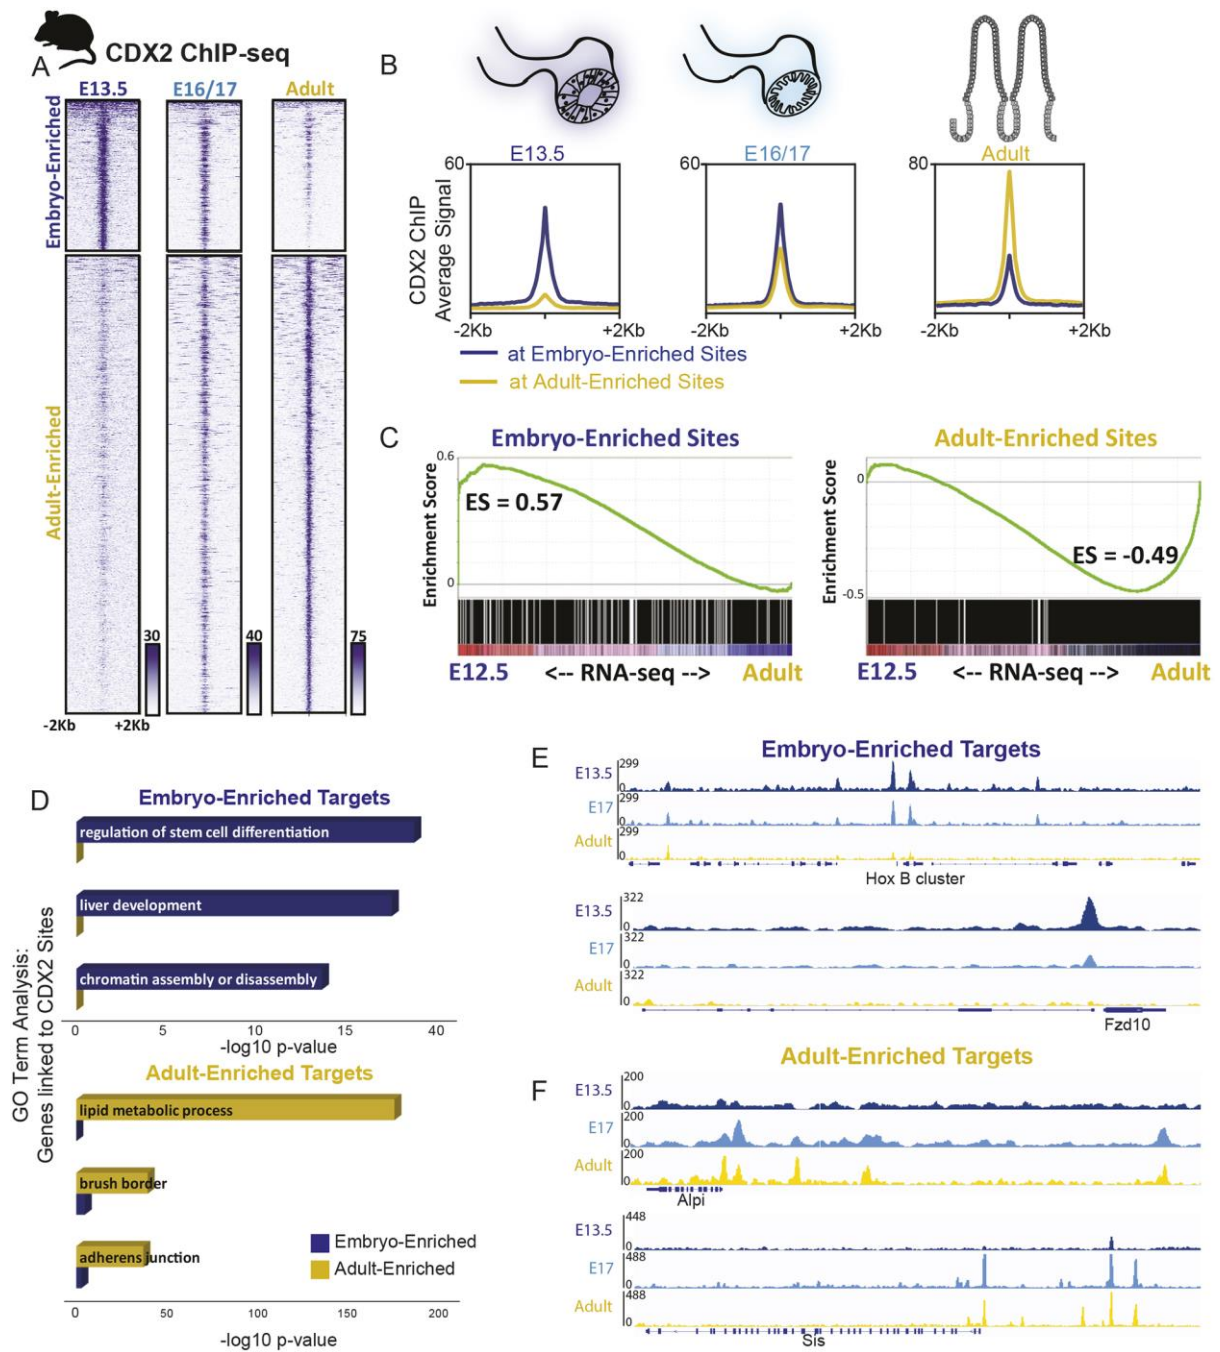 CDX2 ChIP-seq
A
E13.5
E16/17
Adult
Embryo-Enriched
Adult-Enriched
30
40
75
-2Kb
+2Kb
B
E13.5
E16/17
Adult
60
60
80
CDX2 ChIP
Average Signal
-2Kb
+2Kb
-2Kb
+2Kb
-2Kb
+2Kb
at Embryo-Enriched Sites
at Adult-Enriched Sites
C
Embryo-Enriched Sites
Enrichment Score
0.6
0
ES = 0.57
E12.5 <-- RNA-seq --> Adult
Adult-Enriched Sites
Enrichment Score
0
-0.5
ES = -0.49
E12.5 <-- RNA-seq --> Adult
D
GO Term Analysis:
Genes linked to CDX2 Sites
Embryo-Enriched Targets
regulation of stem cell differentiation
liver development
chromatin assembly or disassembly
0 5 10 15 40
-log10 p-value
Adult-Enriched Targets
lipid metabolic process
brush border
adherens junction
Embryo-Enriched
Adult-Enriched
0 50 100 150 200
-log10 p-value
E
Embryo-Enriched Targets
E13.5
299
0
E17
299
0
Adult
299
0
Hox B cluster
E13.5
322
0
E17
322
0
Adult
322
0
Fzd10
F
Adult-Enriched Targets
E13.5
200
0
E17
200
0
Adult
200
0
Alpi
E13.5
448
0
E17
488
0
Adult
488
0
Sis